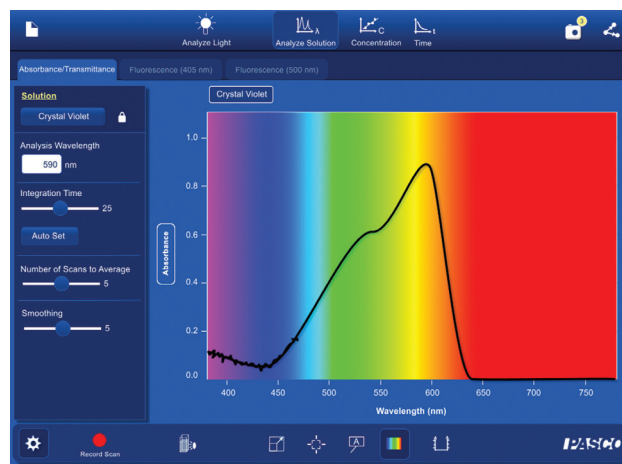 3
Analyze Light
Analyze Solution
Concentration
Time
λ
C
t
Absorbance/Transmittance
Fluorescence (405 nm)
Fluorescence (500 nm)
Solution
Crystal Violet
Analysis Wavelength
590 nm
Integration Time
25
Auto Set
Number of Scans to Average
5
Smoothing
5
Crystal Violet
1.0
0.8
0.6
0.4
0.2
0.0
Absorbance
400 450 500 550 600 650 700 750
Wavelength (nm)
Record Scan
A
PASCO